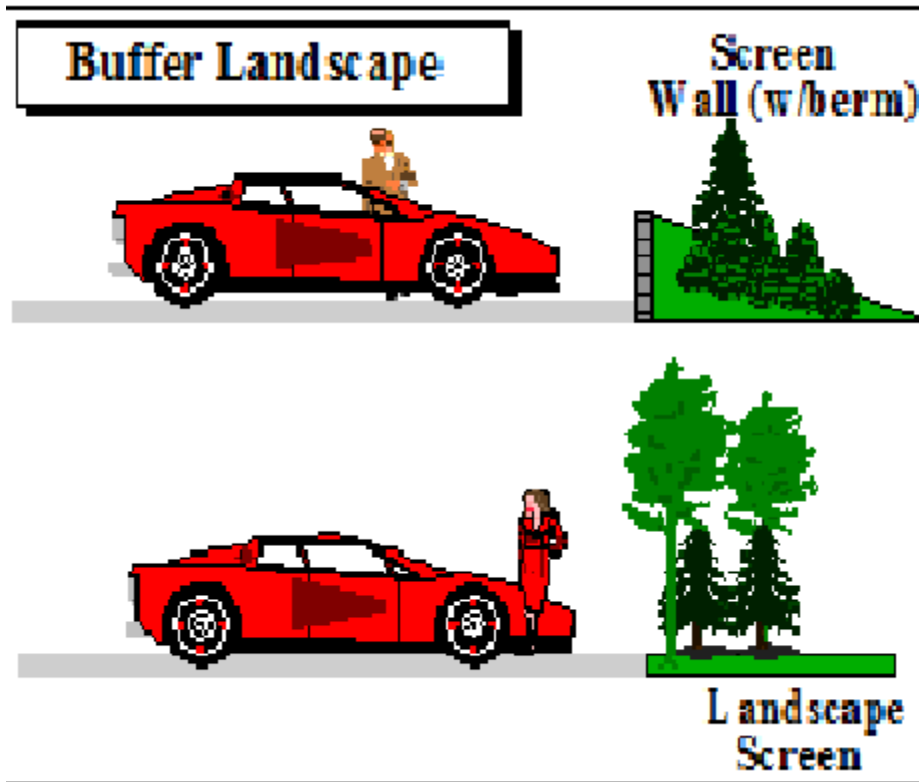 Buffer Landscape
Screen
Wall (w/berm)
Landscape
Screen